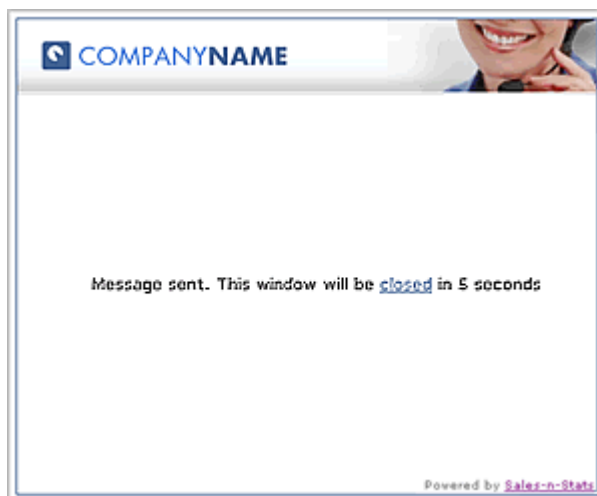 COMPANYNAME
Message sent. This window will be closed in 5 seconds
Powered by Sales-n-Stats